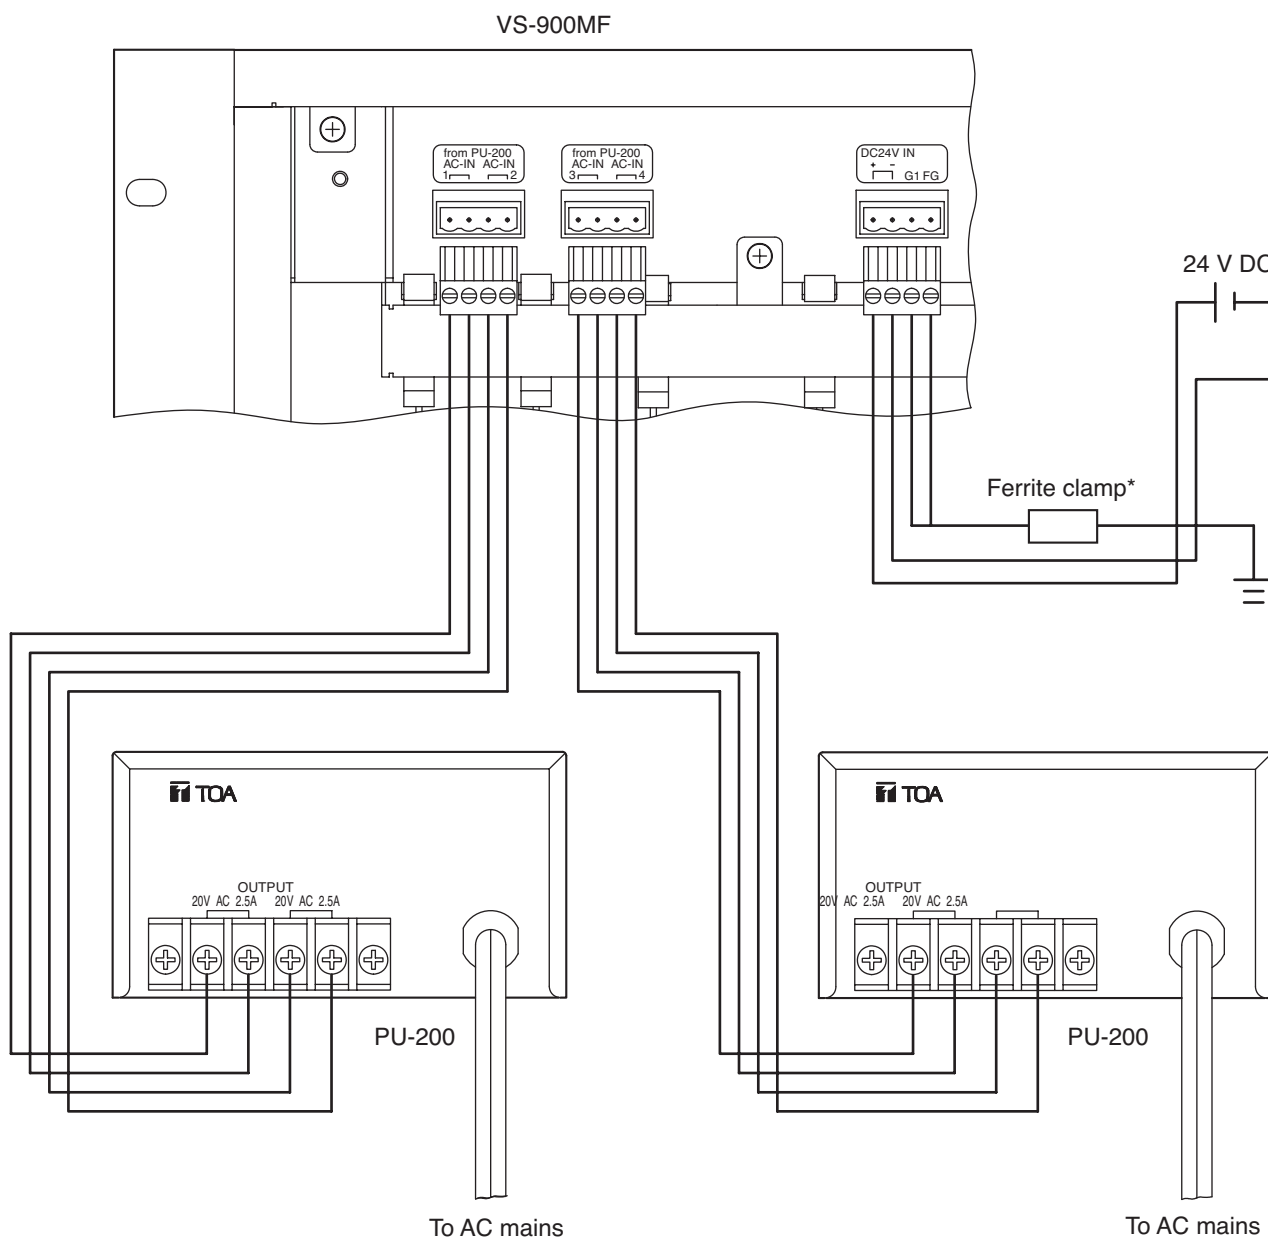 VS-900MF
from PU-200
AC-IN AC-IN
1 2
from PU-200
AC-IN AC-IN
3 4
DC24V IN
+ -
G1 FG
24 V DC
Ferrite clamp*
TOA
OUTPUT
20V AC 2.5A 20V AC 2.5A
PU-200
To AC mains
TOA
OUTPUT
20V AC 2.5A 20V AC 2.5A
PU-200
To AC mains